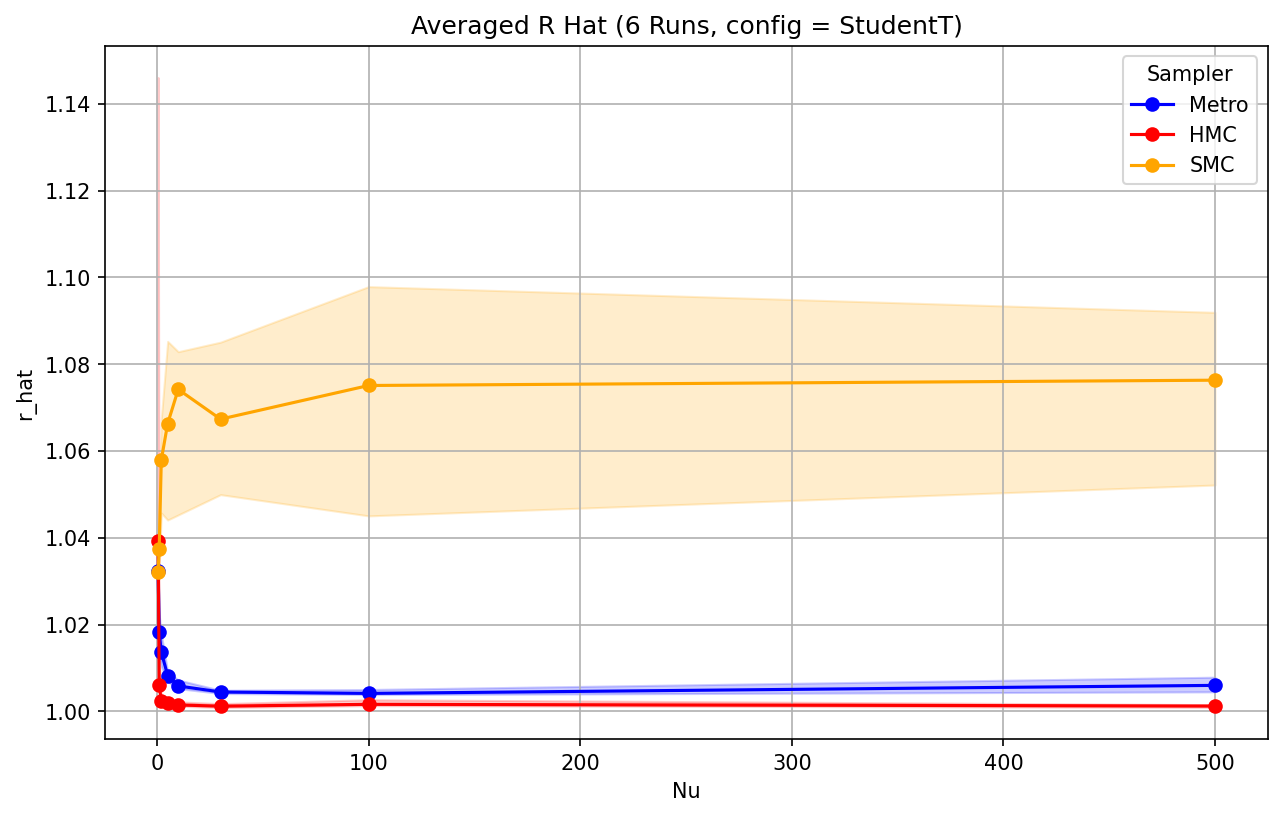 Averaged R Hat (6 Runs, config = StudentT)
Sampler
Metro
HMC
SMC
r_hat
1.14
1.12
1.10
1.08
1.06
1.04
1.02
1.00
0 100 200 300 400 500
Nu